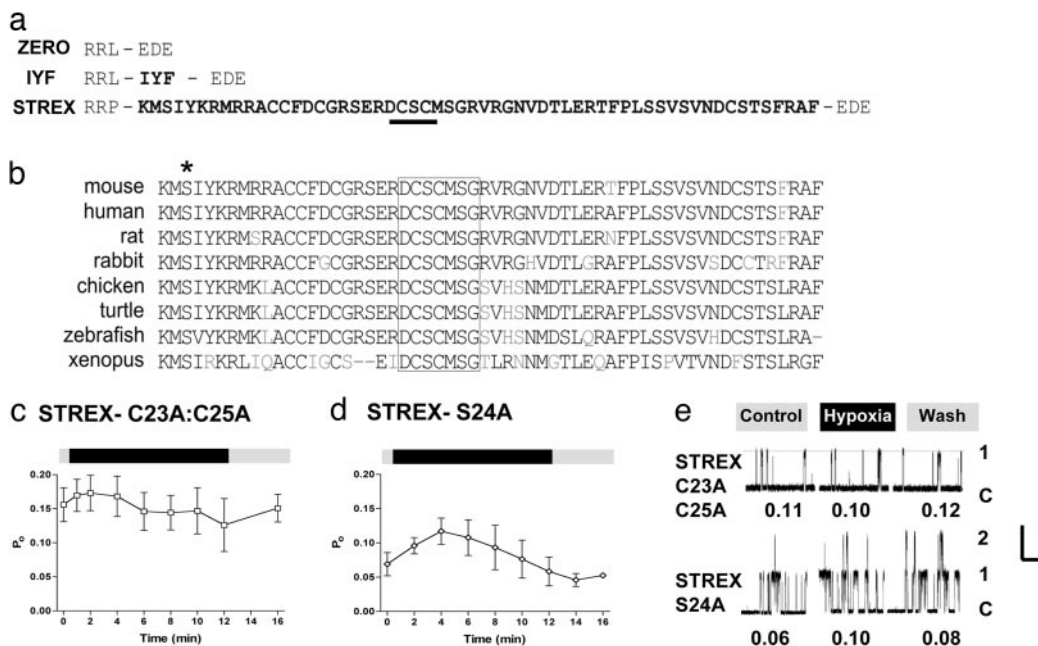 a
ZERO RRL - EDE
IYF RRL - IYF - EDE
STREX RRP - KMSIYKRMRRACCFDCGRSERDCSCMSGRVRGNVDTLERTFPLSSVSVNDCSTSFRAF - EDE
b
*
mouse KMSIYKRMRRACCFDCGRSERDCSCMSGRVRGNVDTLERTFPLSSVSVNDCSTSFRAF
human KMSIYKRMRRACCFDCGRSERDCSCMSGRVRGNVDTLERAFPLSSVSVNDCSTSFRAF
rat KMSIYKRMSRACCFDCGRSERDCSCMSGRVRGNVDTLERNFPLSSVSVNDCSTSFRAF
rabbit KMSIYKRMRRACCFGCGRSERDCSCMSGRVRGHVDTLGRAFPLSSVSVSDCCTRFRAF
chicken KMSIYKRMKLACCFDCGRSERDCSCMSGSVHSNMDTLERAFPLSSVSVNDCSTSLRAF
turtle KMSIYKRMKLACCFDCGRSERDCSCMSGSVHSNMDTLERAFPLSSVSVNDCSTSLRAF
zebrafish KMSVYKRMKLACCFDCGRSERDCSCMSGSVHSNMDSLQRAFPLSSVSVHDCSTSLRA-
xenopus KMSIRKRLIQACCIGCS--EIDCSCMSGTLRNNMGTLEQAFPISPVTVNDFSTSLRGF
c STREX- C23A:C25A
Po
0.20
0.15
0.10
0.05
0.00
0 2 4 6 8 10 12 14 16
Time (min)
d STREX- S24A
Po
0.20
0.15
0.10
0.05
0.00
0 2 4 6 8 10 12 14 16
Time (min)
e
Control Hypoxia Wash
STREX
C23A
C25A
1
C
0.11 0.10 0.12
STREX
S24A
2
1
C
0.06 0.10 0.08